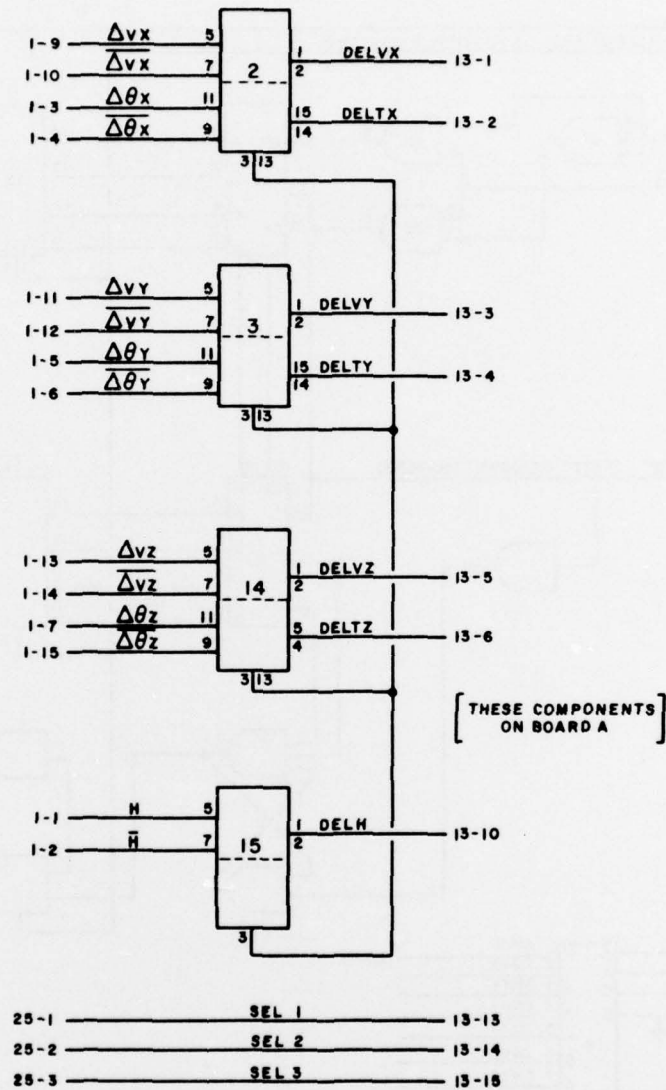 1-9 ΔVX 5
1-10 Δ̅V̅X̅ 7
1-3 ΔθX 11
1-4 Δ̅θ̅X̅ 9
2
1
2 DELVX 13-1
15
14 DELTX 13-2
3 13
1-11 ΔVY 5
1-12 Δ̅V̅Y̅ 7
1-5 ΔθY 11
1-6 Δ̅θ̅Y̅ 9
3
1
2 DELVY 13-3
15
14 DELTY 13-4
3 13
1-13 ΔVZ 5
1-14 Δ̅V̅Z̅ 7
1-7 ΔθZ 11
1-15 Δ̅θ̅Z̅ 9
14
1
2 DELVZ 13-5
5
4 DELTZ 13-6
3 13
[THESE COMPONENTS
ON BOARD A]
1-1 H 5
1-2 H̅ 7
15
1
2 DELH 13-10
3
25-1 SEL 1 13-13
25-2 SEL 2 13-14
25-3 SEL 3 13-15